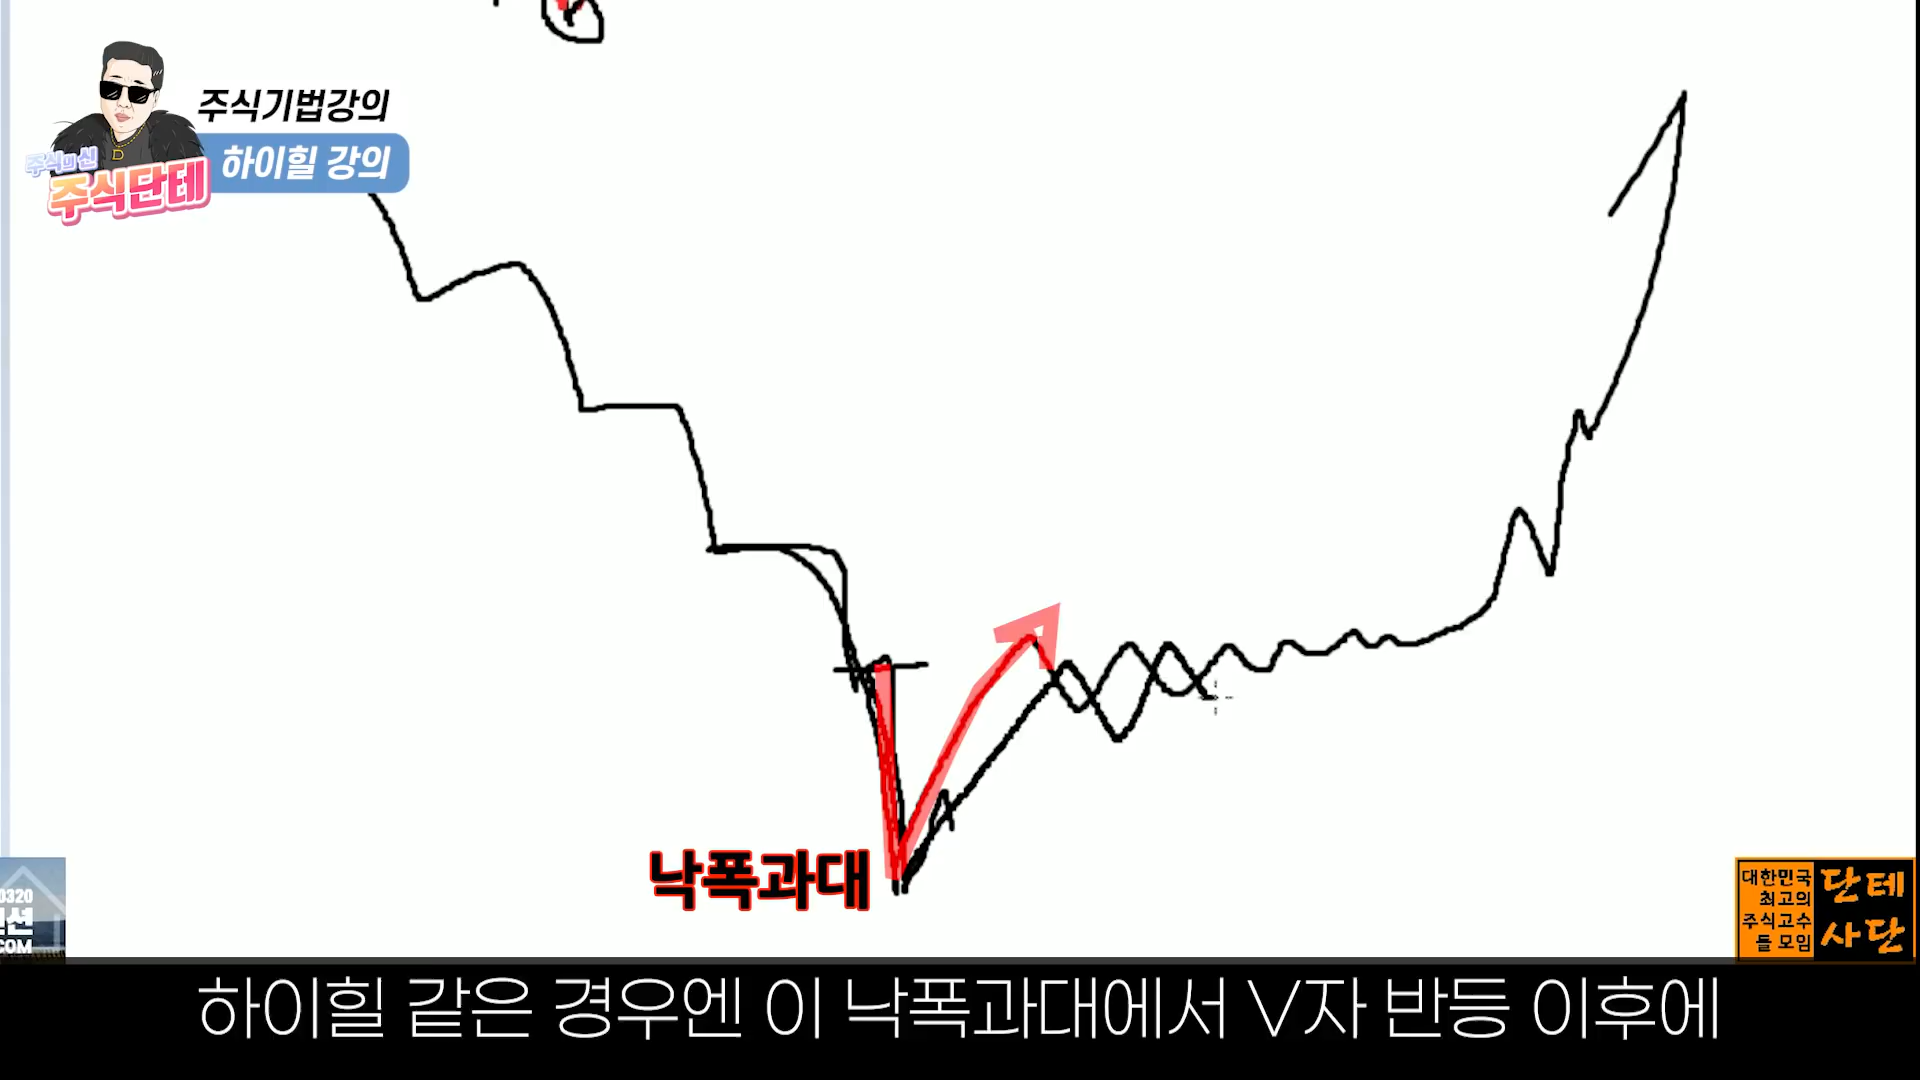 주식기법강의
하이힐 강의
주식의 신
주식단테
낙폭과대
0320
COM
대한민국
최고의
주식고수
들 모임
단테
사단
하이힐 같은 경우엔 이 낙폭과대에서 V자 반등 이후에